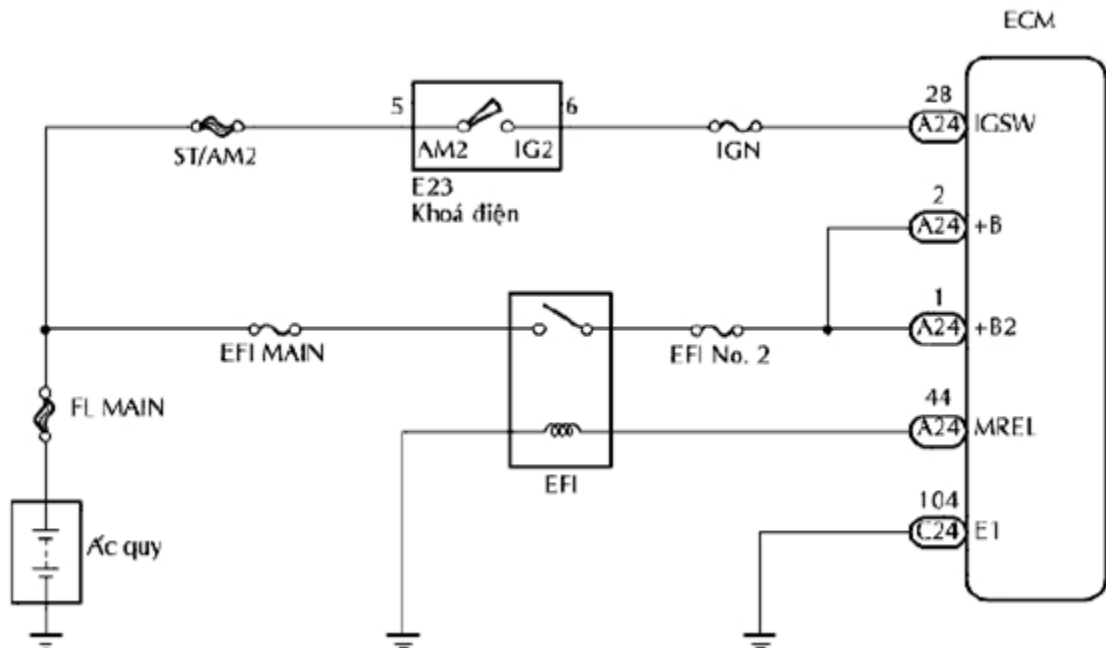 ECM
28
5
6
A24
IGSW
ST/AM2
AM2
IG2
IGN
E23
Khoá điện
2
A24
+B
1
A24
+B2
EFI MAIN
EFI No. 2
FL MAIN
44
A24
MREL
EFI
104
C24
E1
Ắc quy